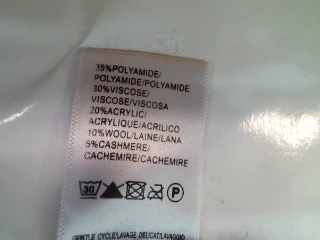 35%POLYAMIDE/
POLYAMIDE/POLYAMIDE
30%VISCOSE/
VISCOSE/VISCOSA
20%ACRYLIC/
ACRYLIQUE/ACRILICO
10%WOOL/LAINE/LANA
5%CASHMERE/
CACHEMIRE/CACHEMIRE
30 P
GENTLE CYCLE/LAVAGE DELICAT/LAVAGGIO